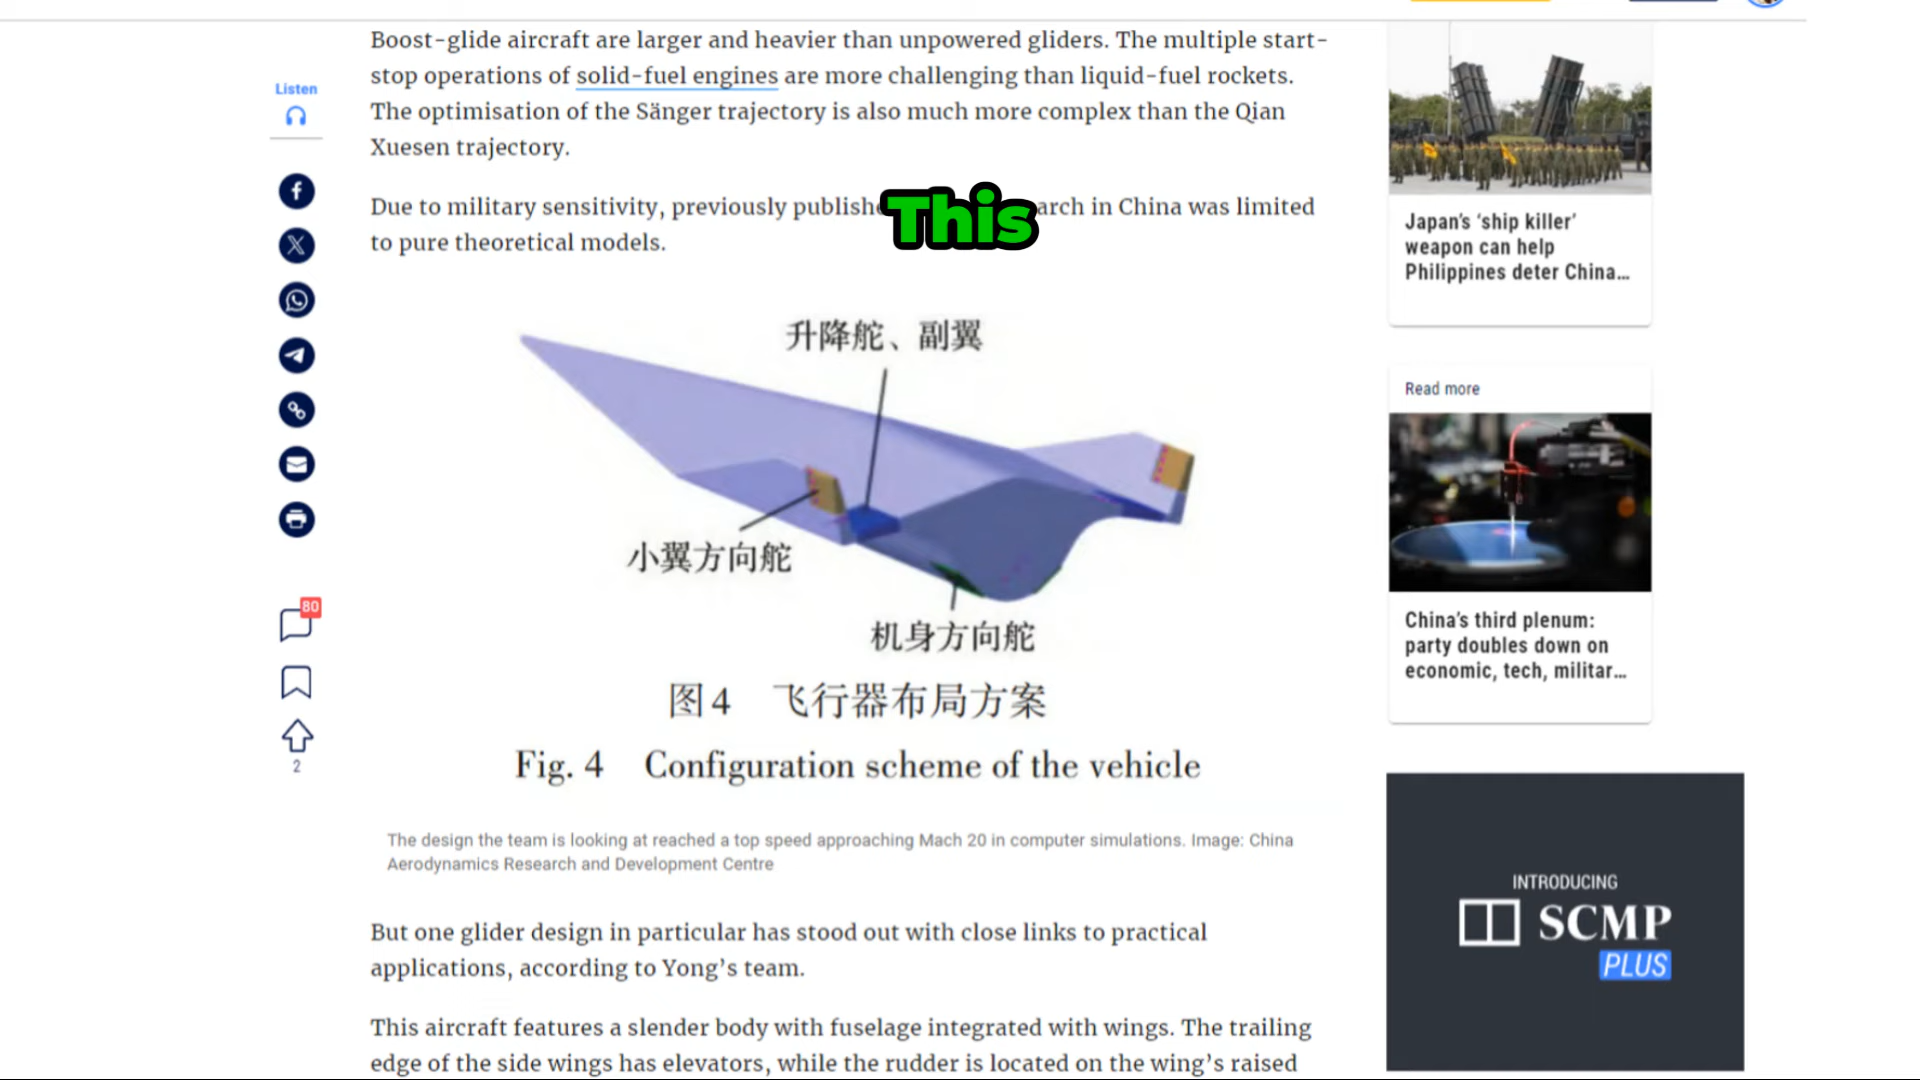 Boost-glide aircraft are larger and heavier than unpowered gliders. The multiple start-
stop operations of solid-fuel engines are more challenging than liquid-fuel rockets.
The optimisation of the Sänger trajectory is also much more complex than the Qian
Xuesen trajectory.
Due to military sensitivity, previously publishe This arch in China was limited
to pure theoretical models.
升降舵、副翼
小翼方向舵
机身方向舵
图4 飞行器布局方案
Fig. 4 Configuration scheme of the vehicle
The design the team is looking at reached a top speed approaching Mach 20 in computer simulations. Image: China
Aerodynamics Research and Development Centre
But one glider design in particular has stood out with close links to practical
applications, according to Yong's team.
This aircraft features a slender body with fuselage integrated with wings. The trailing
edge of the side wings has elevators, while the rudder is located on the wing's raised
Listen
80
2
Japan's 'ship killer'
weapon can help
Philippines deter China...
Read more
China's third plenum:
party doubles down on
economic, tech, militar...
INTRODUCING
SCMP
PLUS